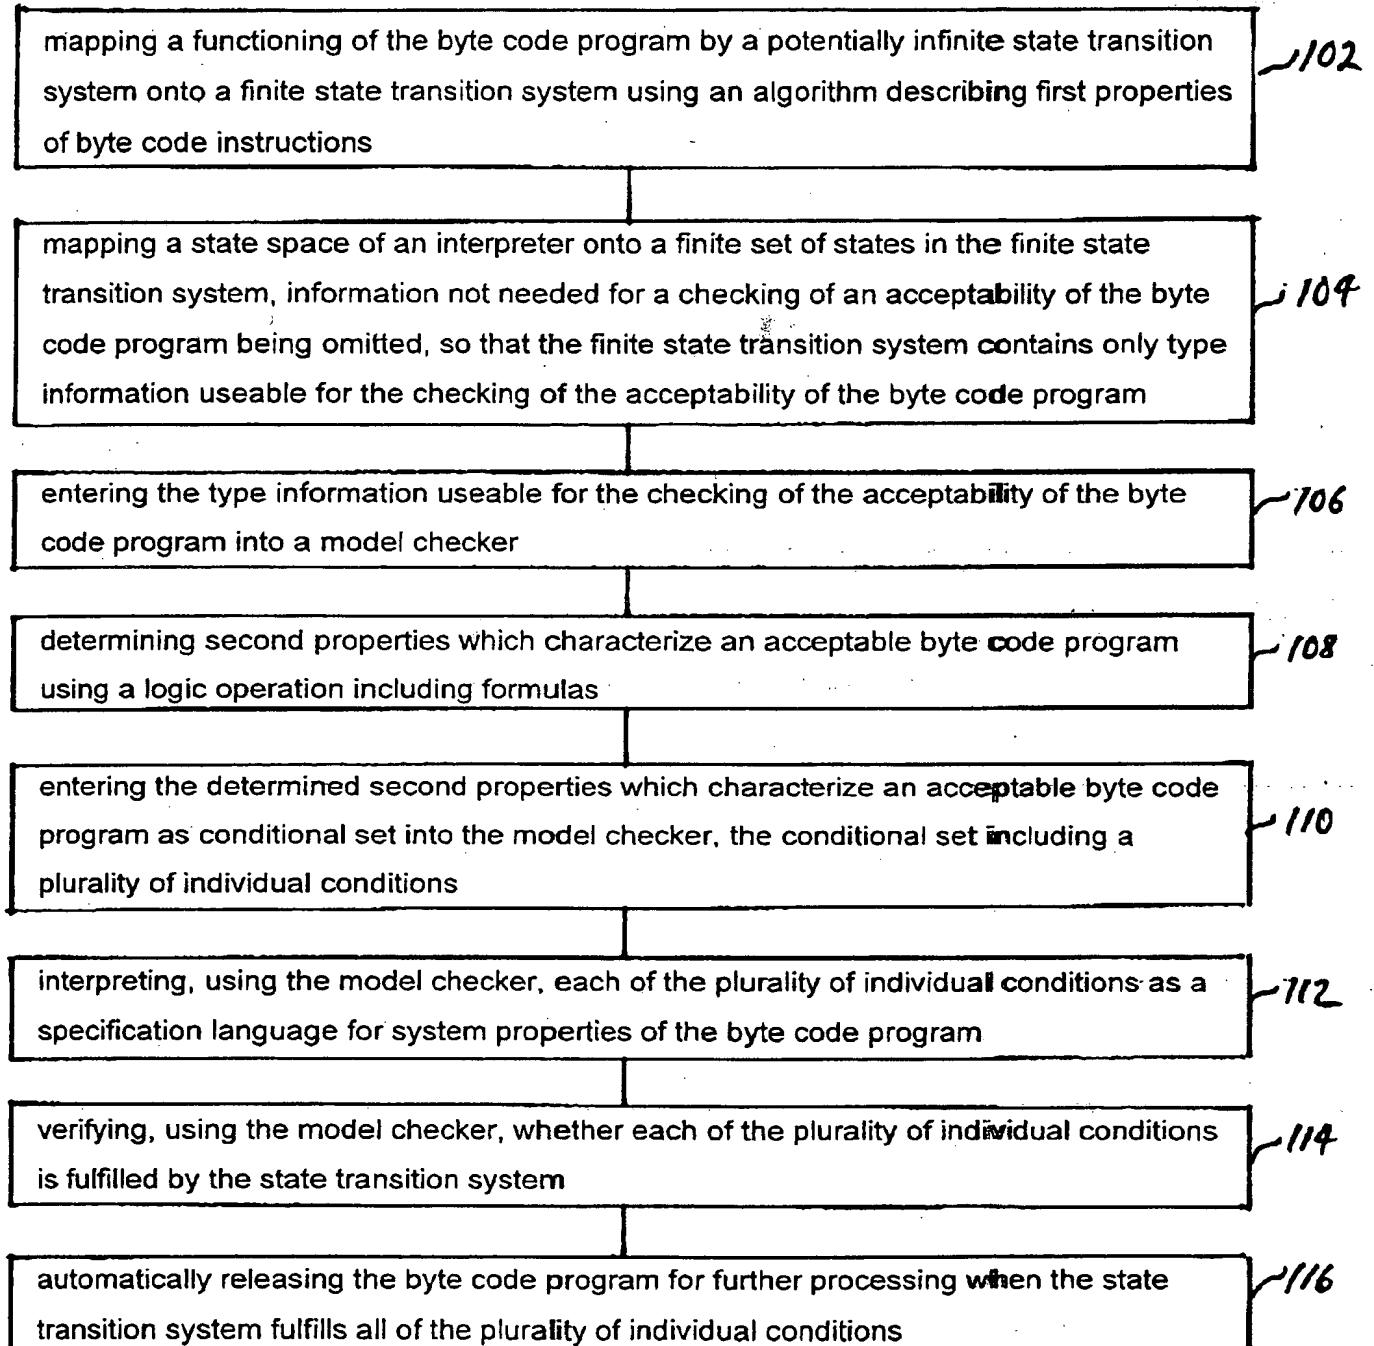 mapping a functioning of the byte code program by a potentially infinite state transition
system onto a finite state transition system using an algorithm describing first properties
of byte code instructions
102
mapping a state space of an interpreter onto a finite set of states in the finite state
transition system, information not needed for a checking of an acceptability of the byte
code program being omitted, so that the finite state transition system contains only type
information useable for the checking of the acceptability of the byte code program
104
entering the type information useable for the checking of the acceptability of the byte
code program into a model checker
106
determining second properties which characterize an acceptable byte code program
using a logic operation including formulas
108
entering the determined second properties which characterize an acceptable byte code
program as conditional set into the model checker, the conditional set including a
plurality of individual conditions
110
interpreting, using the model checker, each of the plurality of individual conditions as a
specification language for system properties of the byte code program
112
verifying, using the model checker, whether each of the plurality of individual conditions
is fulfilled by the state transition system
114
automatically releasing the byte code program for further processing when the state
transition system fulfills all of the plurality of individual conditions
116